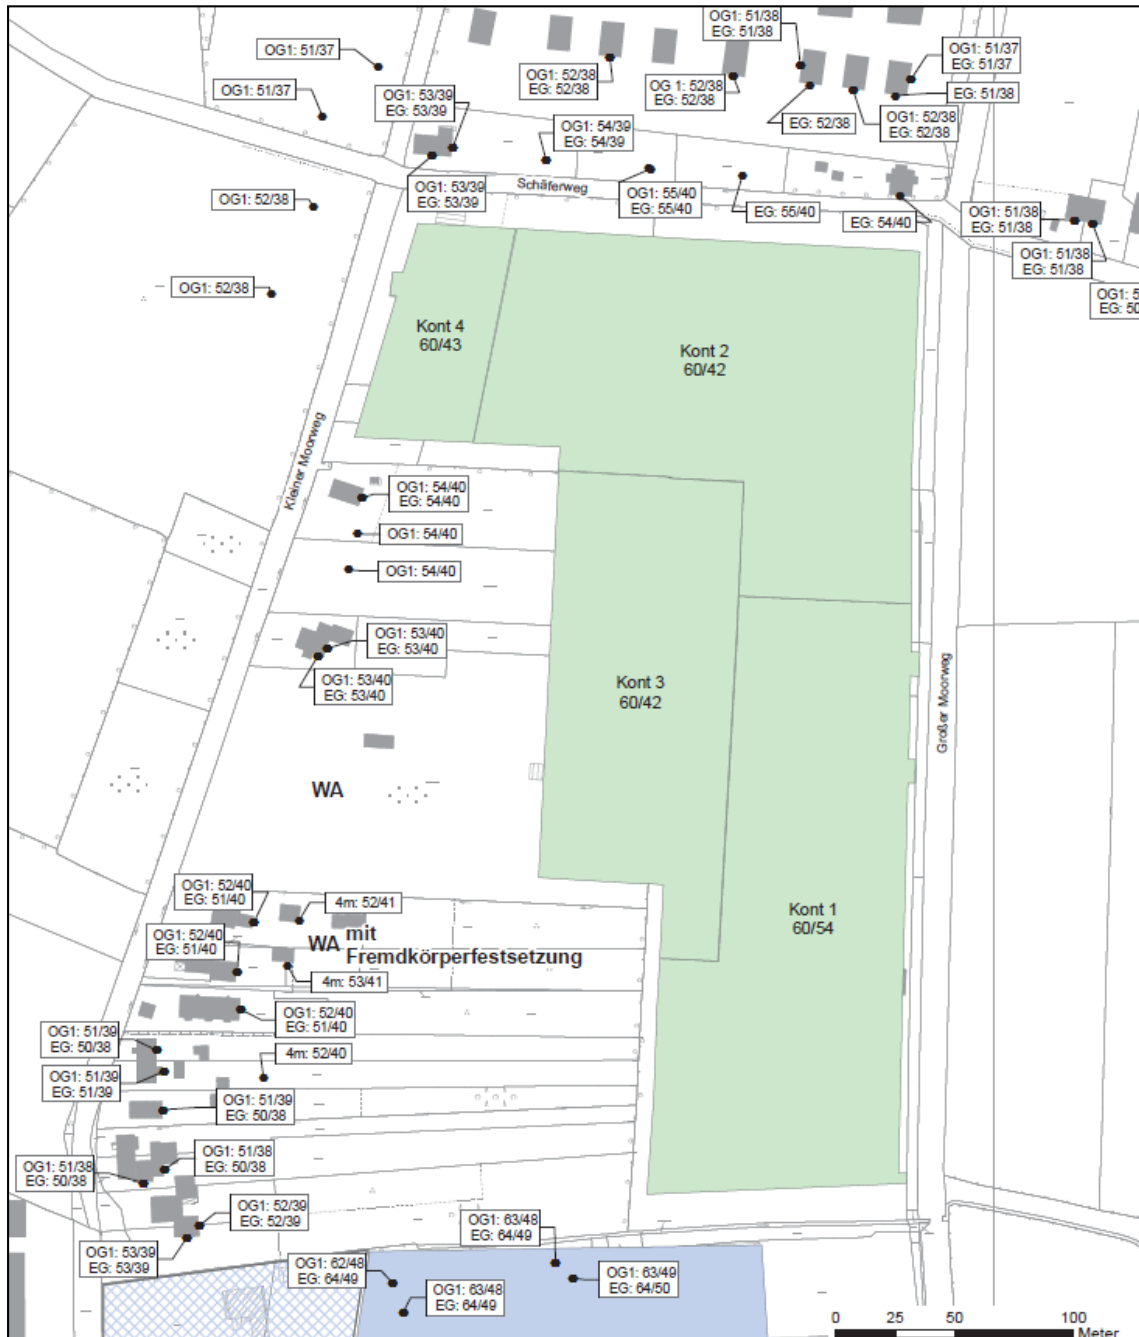 OG1: 51/38
EG: 51/38
OG1: 51/37
OG1: 52/38
EG: 52/38
OG 1: 52/38
EG: 52/38
OG1: 51/37
EG: 51/37
OG1: 51/37
OG1: 53/39
EG: 53/39
EG: 51/38
EG: 52/38
OG1: 52/38
EG: 52/38
OG1: 54/39
EG: 54/39
OG1: 53/39
EG: 53/39
Schäferweg
OG1: 55/40
EG: 55/40
EG: 55/40
EG: 54/40
OG1: 52/38
OG1: 51/38
EG: 51/38
OG1: 51/38
EG: 51/38
OG1: 52/38
OG1: 5
EG: 50
Kont 4
60/43
Kont 2
60/42
Kleiner Moorweg
OG1: 54/40
EG: 54/40
OG1: 54/40
OG1: 54/40
OG1: 53/40
EG: 53/40
OG1: 53/40
EG: 53/40
Kont 3
60/42
Großer Moorweg
WA
OG1: 52/40
EG: 51/40
4m: 52/41
Kont 1
60/54
OG1: 52/40
EG: 51/40
WA mit
Fremdkörperfestsetzung
4m: 53/41
OG1: 52/40
EG: 51/40
OG1: 51/39
EG: 50/38
4m: 52/40
OG1: 51/39
EG: 51/39
OG1: 51/39
EG: 50/38
OG1: 51/38
EG: 50/38
OG1: 51/38
EG: 50/38
OG1: 52/39
EG: 52/39
OG1: 53/39
EG: 53/39
OG1: 63/48
EG: 64/49
OG1: 62/48
EG: 64/49
OG1: 63/49
EG: 64/50
OG1: 63/48
EG: 64/49
0 25 50 100
Meter